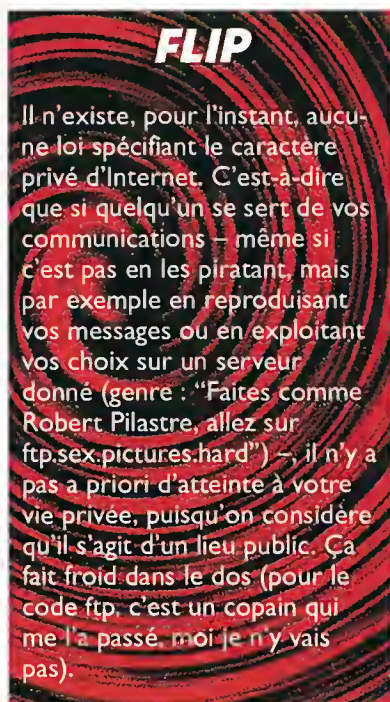 FLIP
Il n'existe, pour l'instant, aucu-
ne loi spécifiant le caractère
privé d'Internet. C'est-à-dire
que si quelqu'un se sert de vos
communications – même si
c'est pas en les piratant, mais
par exemple en reproduisant
vos messages ou en exploitant
vos choix sur un serveur
donné (genre : "Faites comme
Robert Pilastre, allez sur
ftp.sex.pictures.hard") –, il n'y a
pas a priori d'atteinte à votre
vie privée, puisqu'on considère
qu'il s'agit d'un lieu public. Ça
fait froid dans le dos (pour le
code ftp, c'est un copain qui
me l'a passé, moi je n'y vais
pas).